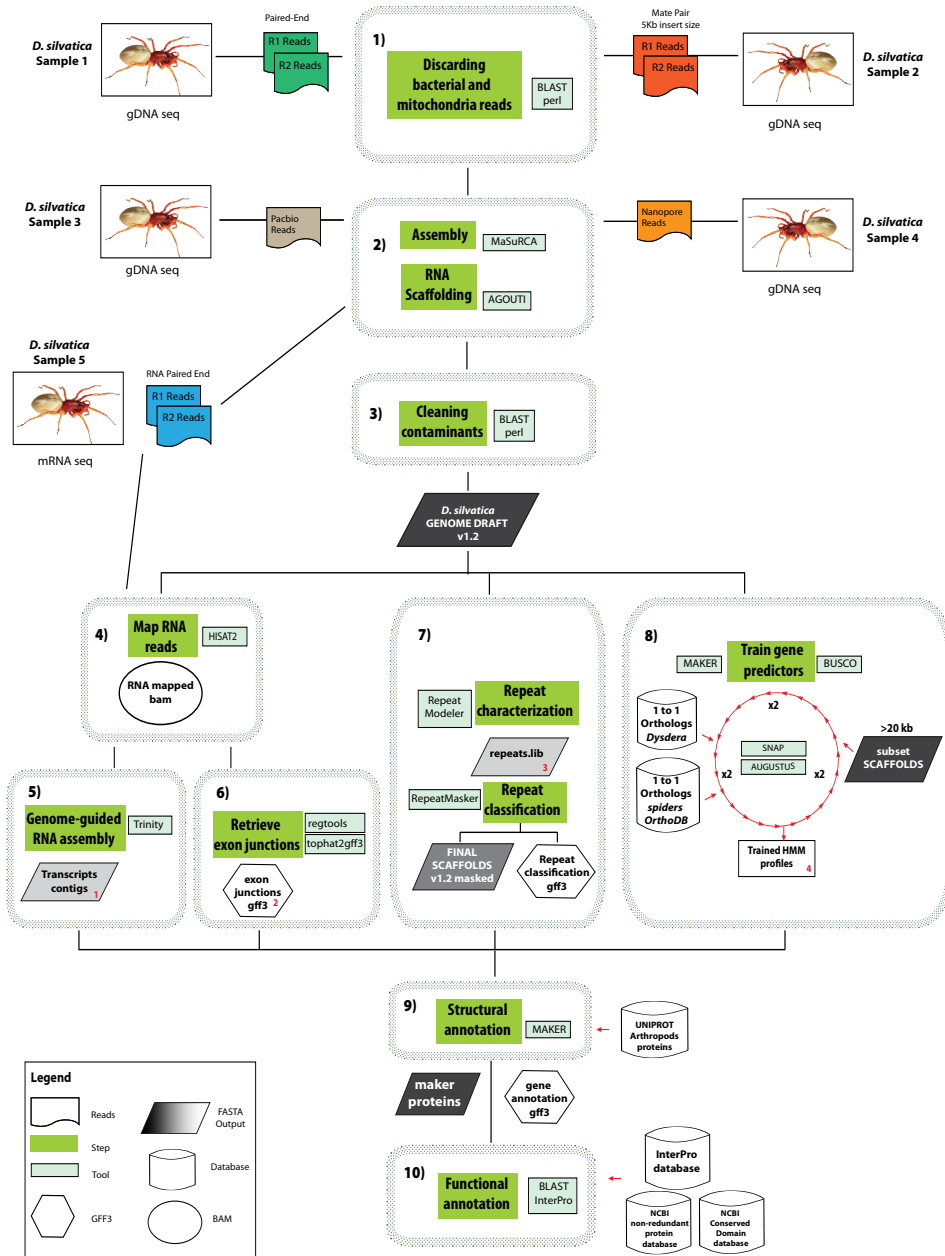 Paired-End
D. silvatica
Sample 1
gDNA seq
R1 Reads
R2 Reads
1)
Discarding
bacterial and
mitochondria reads
BLAST
perl
Mate Pair
5Kb insert size
R1 Reads
R2 Reads
D. silvatica
Sample 2
gDNA seq
D. silvatica
Sample 3
gDNA seq
Pacbio
Reads
2)
Assembly
MaSuRCA
RNA
Scaffolding
AGOUTI
Nanopore
Reads
D. silvatica
Sample 4
gDNA seq
D. silvatica
Sample 5
mRNA seq
RNA Paired End
R1 Reads
R2 Reads
3)
Cleaning
contaminants
BLAST
perl
D. silvatica
GENOME DRAFT
v1.2
4)
Map RNA
reads
HISAT2
RNA mapped
bam
5)
Genome-guided
RNA assembly
Trinity
Transcripts
contigs
1
6)
Retrieve
exon junctions
regtools
tophat2gff3
exon
junctions
gff3 2
7)
Repeat
Modeler
Repeat
characterization
repeats.lib
3
RepeatMasker
Repeat
classification
FINAL
SCAFFOLDS
v1.2 masked
Repeat
classification
gff3
8)
MAKER
Train gene
predictors
BUSCO
1 to 1
Orthologs
Dysdera
1 to 1
Orthologs
spiders
OrthoDB
x2
x2
x2
SNAP
AUGUSTUS
>20 kb
subset
SCAFFOLDS
Trained HMM
profiles
4
9)
Structural
annotation
MAKER
UNIPROT
Arthropods
proteins
maker
proteins
gene
annotation
gff3
10)
Functional
annotation
BLAST
InterPro
InterPro
database
NCBI
non-redundant
protein
database
NCBI
Conserved
Domain
database
Legend
Reads
Step
Tool
GFF3
FASTA
Output
Database
BAM